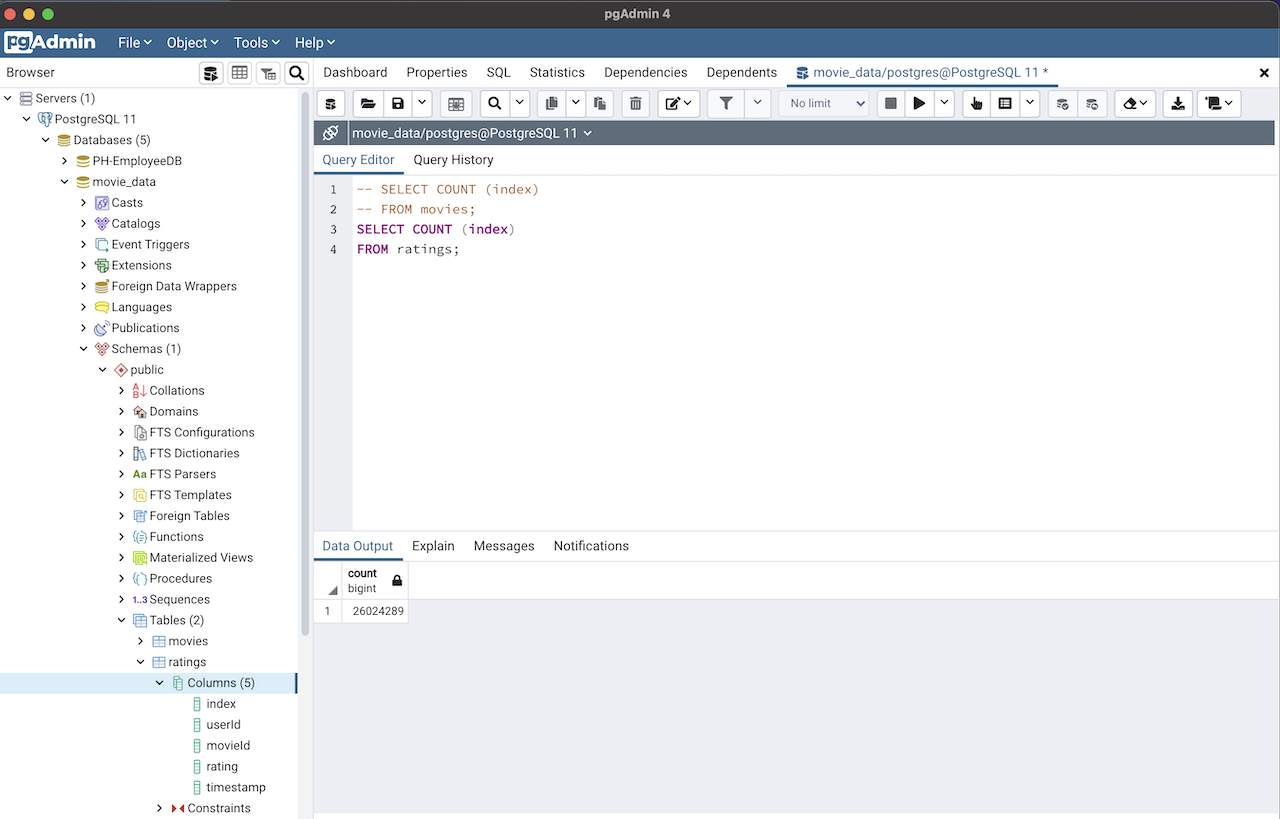 pgAdmin 4
pgAdmin File Object Tools Help
Browser
Dashboard Properties SQL Statistics Dependencies Dependents movie_data/postgres@PostgreSQL 11 *
No limit
movie_data/postgres@PostgreSQL 11
Query Editor Query History
1 -- SELECT COUNT (index)
2 -- FROM movies;
3 SELECT COUNT (index)
4 FROM ratings;
Data Output Explain Messages Notifications
count
bigint
1 26024289
Servers (1)
PostgreSQL 11
Databases (5)
PH-EmployeeDB
movie_data
Casts
Catalogs
Event Triggers
Extensions
Foreign Data Wrappers
Languages
Publications
Schemas (1)
public
Collations
Domains
FTS Configurations
FTS Dictionaries
Aa FTS Parsers
FTS Templates
Foreign Tables
Functions
Materialized Views
Procedures
1..3 Sequences
Tables (2)
movies
ratings
Columns (5)
index
userId
movieId
rating
timestamp
Constraints